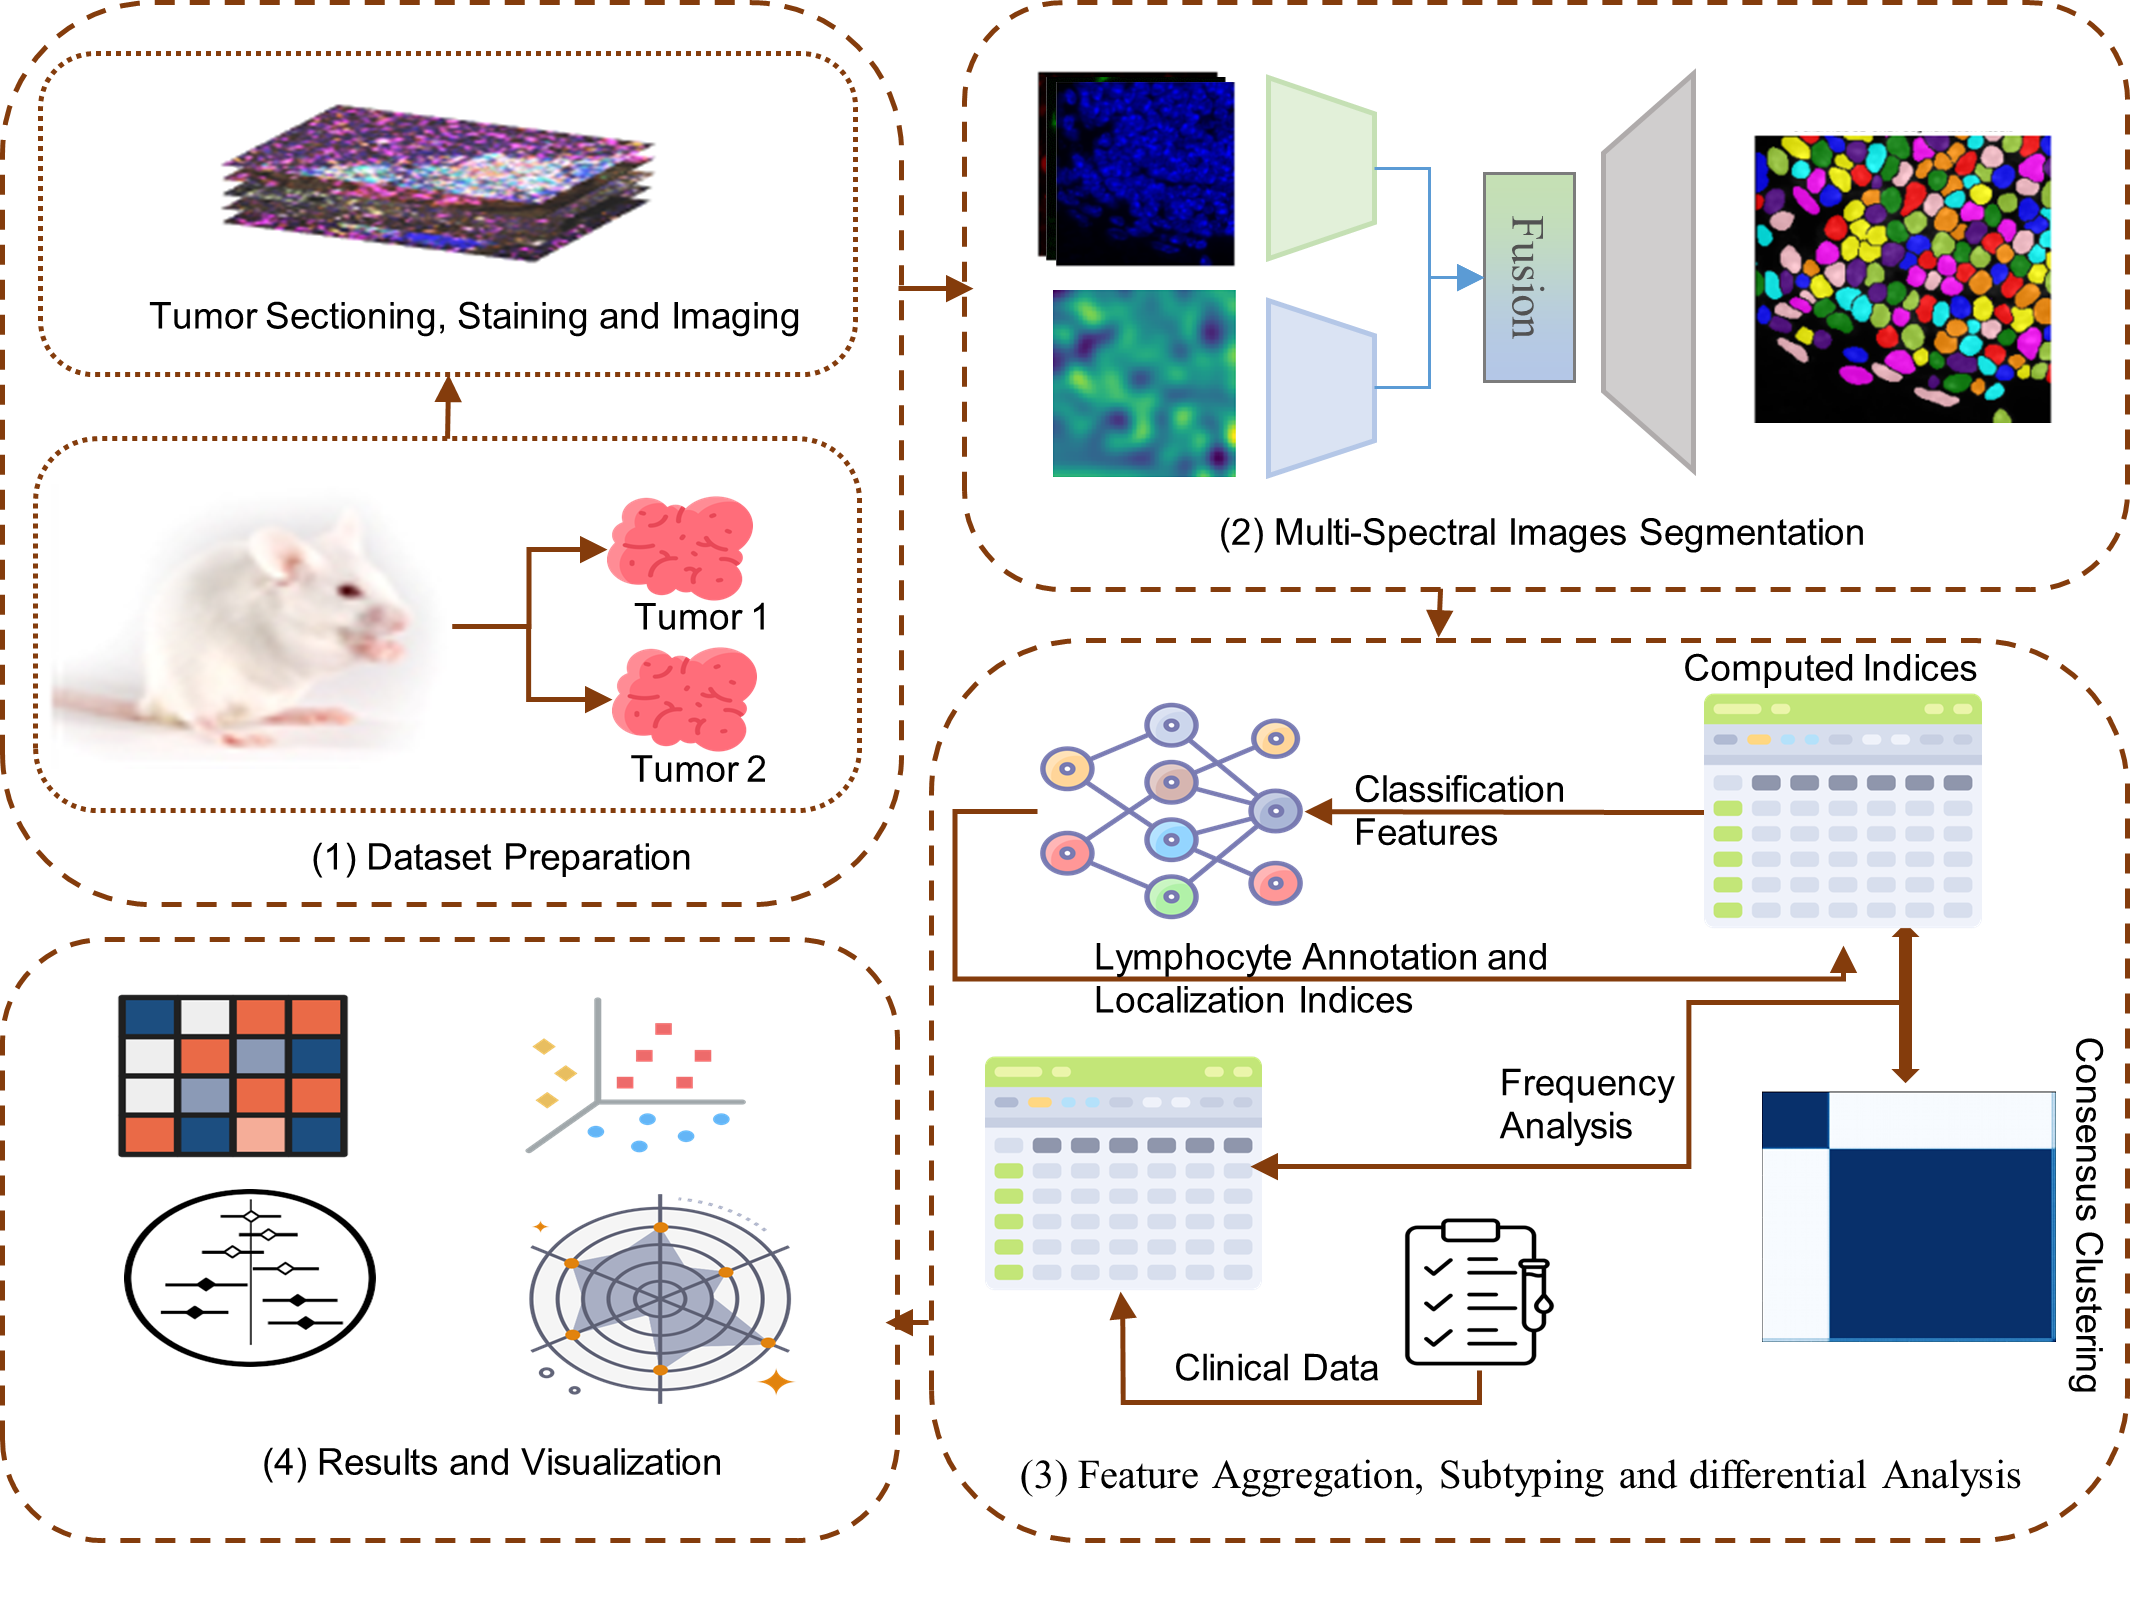 Tumor Sectioning, Staining and Imaging
Tumor 1
Tumor 2
(1) Dataset Preparation
Fusion
(2) Multi-Spectral Images Segmentation
Computed Indices
Classification
Features
Lymphocyte Annotation and
Localization Indices
Frequency
Analysis
Consensus Clustering
Clinical Data
(3) Feature Aggregation, Subtyping and differential Analysis
(4) Results and Visualization